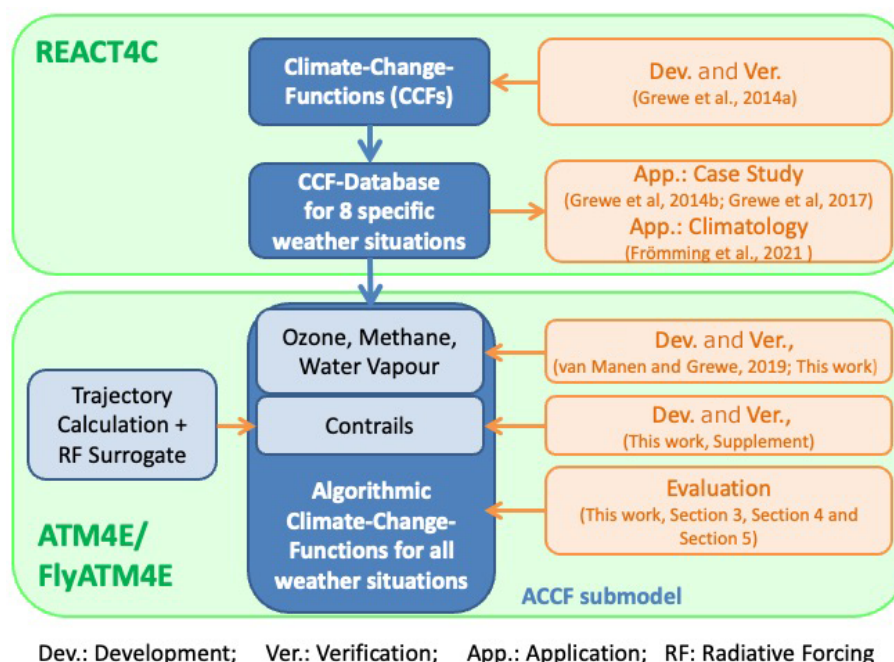 REACT4C
Climate-Change-
Functions (CCFs)
Dev. and Ver.
(Grewe et al., 2014a)
CCF-Database
for 8 specific
weather situations
App.: Case Study
(Grewe et al, 2014b; Grewe et al, 2017)
App.: Climatology
(Frömming et al., 2021 )
Ozone, Methane,
Water Vapour
Dev. and Ver.,
(van Manen and Grewe, 2019; This work)
Trajectory
Calculation +
RF Surrogate
Contrails
Dev. and Ver.,
(This work, Supplement)
Algorithmic
Climate-Change-
Functions for all
weather situations
Evaluation
(This work, Section 3, Section 4 and
Section 5)
ATM4E/
FlyATM4E
ACCF submodel
Dev.: Development; Ver.: Verification; App.: Application; RF: Radiative Forcing